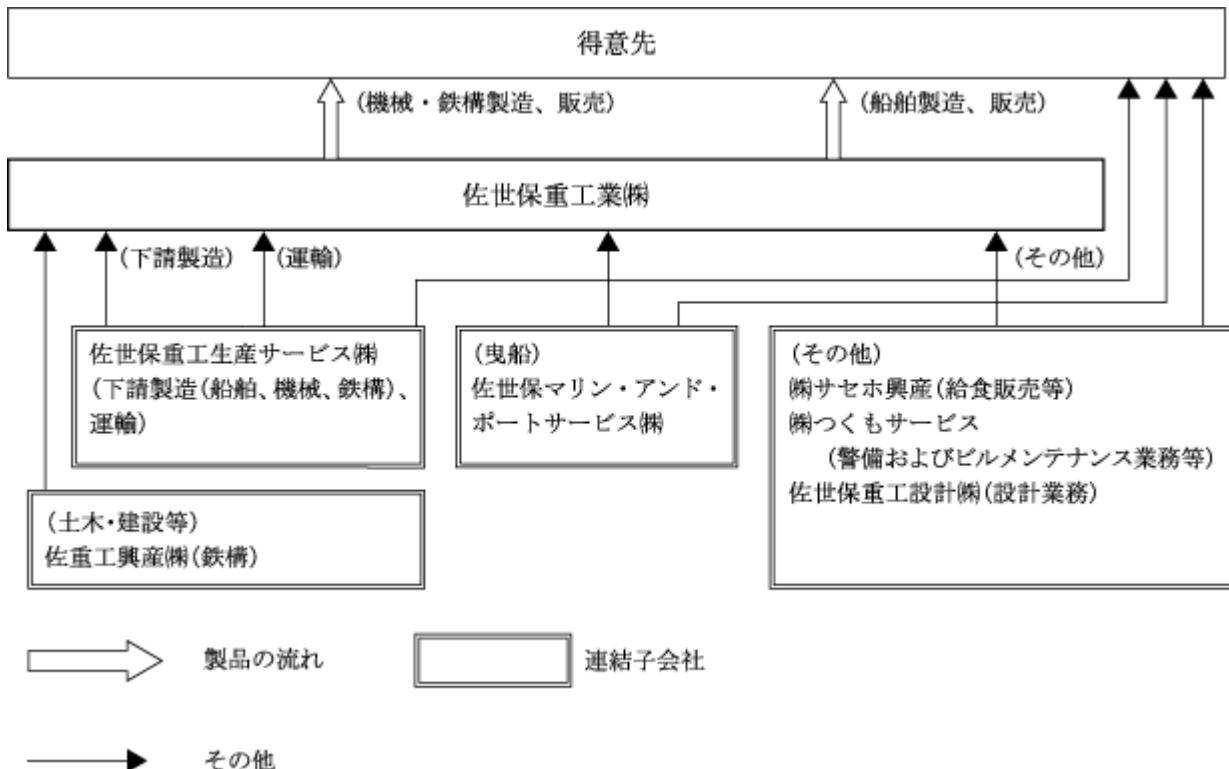 得意先
(機械・鉄構製造、販売)
(船舶製造、販売)
佐世保重工業㈱
(下請製造)
(運輸)
(その他)
佐世保重工生産サービス㈱
(下請製造(船舶、機械、鉄構)、
運輸)
(曳船)
佐世保マリン・アンド・
ポートサービス㈱
(その他)
㈱サセホ興産(給食販売等)
㈱つくもサービス
(警備およびビルメンテナンス業務等)
佐世保重工設計㈱(設計業務)
(土木・建設等)
佐重工興産㈱(鉄構)
製品の流れ
連結子会社
その他